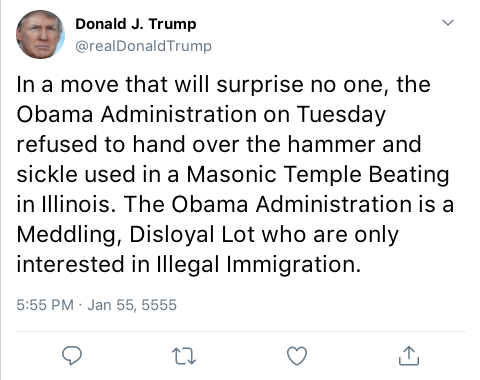 Donald J. Trump
@realDonaldTrump
In a move that will surprise no one, the
Obama Administration on Tuesday
refused to hand over the hammer and
sickle used in a Masonic Temple Beating
in Illinois. The Obama Administration is a
Meddling, Disloyal Lot who are only
interested in Illegal Immigration.
5:55 PM · Jan 55, 5555